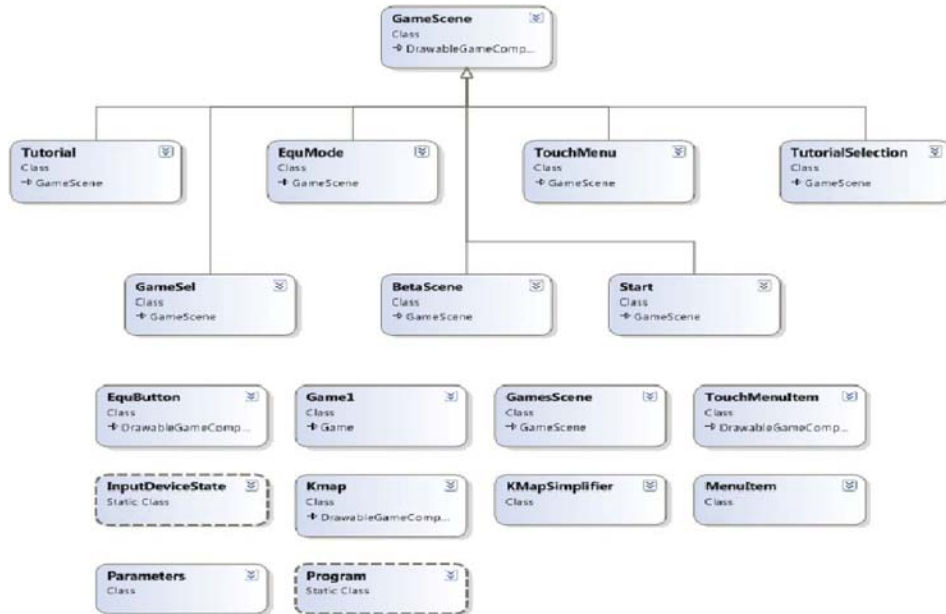 GameScene
Class
DrawableGameComp...
Tutorial
Class
GameScene
EquMode
Class
GameScene
TouchMenu
Class
GameScene
TutorialSelection
Class
GameScene
GameSel
Class
GameScene
BetaScene
Class
GameScene
Start
Class
GameScene
EquButton
Class
DrawableGameComp...
Game1
Class
Game
GamesScene
Class
GameScene
TouchMenuItem
Class
DrawableGameComp...
InputDeviceState
Static Class
Kmap
Class
DrawableGameComp...
KMapSimplifier
Class
MenuItem
Class
Parameters
Class
Program
Static Class